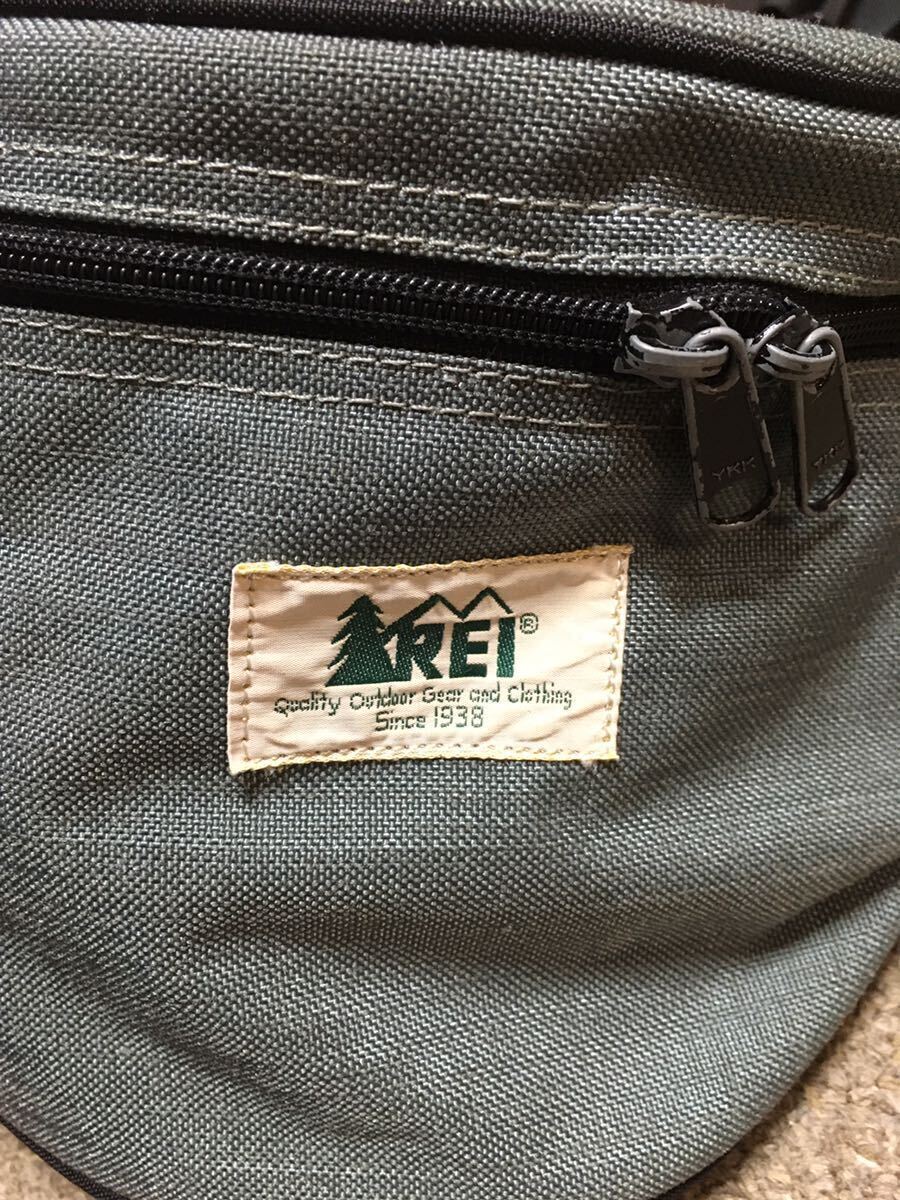 YKK YKK
REI®
Quality Outdoor Gear and Clothing
Since 1938